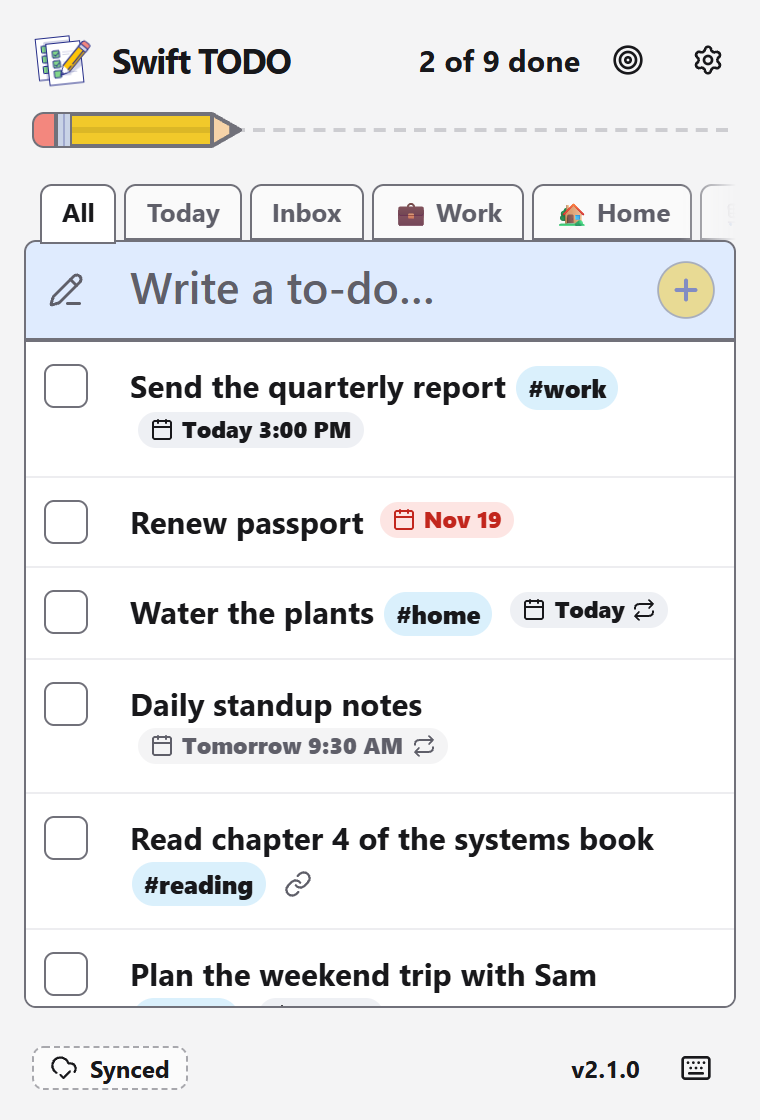 Swift TODO
2 of 9 done
All
Today
Inbox
Work
Home
Write a to-do...
Send the quarterly report #work
Today 3:00 PM
Renew passport Nov 19
Water the plants #home Today
Daily standup notes
Tomorrow 9:30 AM
Read chapter 4 of the systems book
#reading
Plan the weekend trip with Sam
Synced
v2.1.0